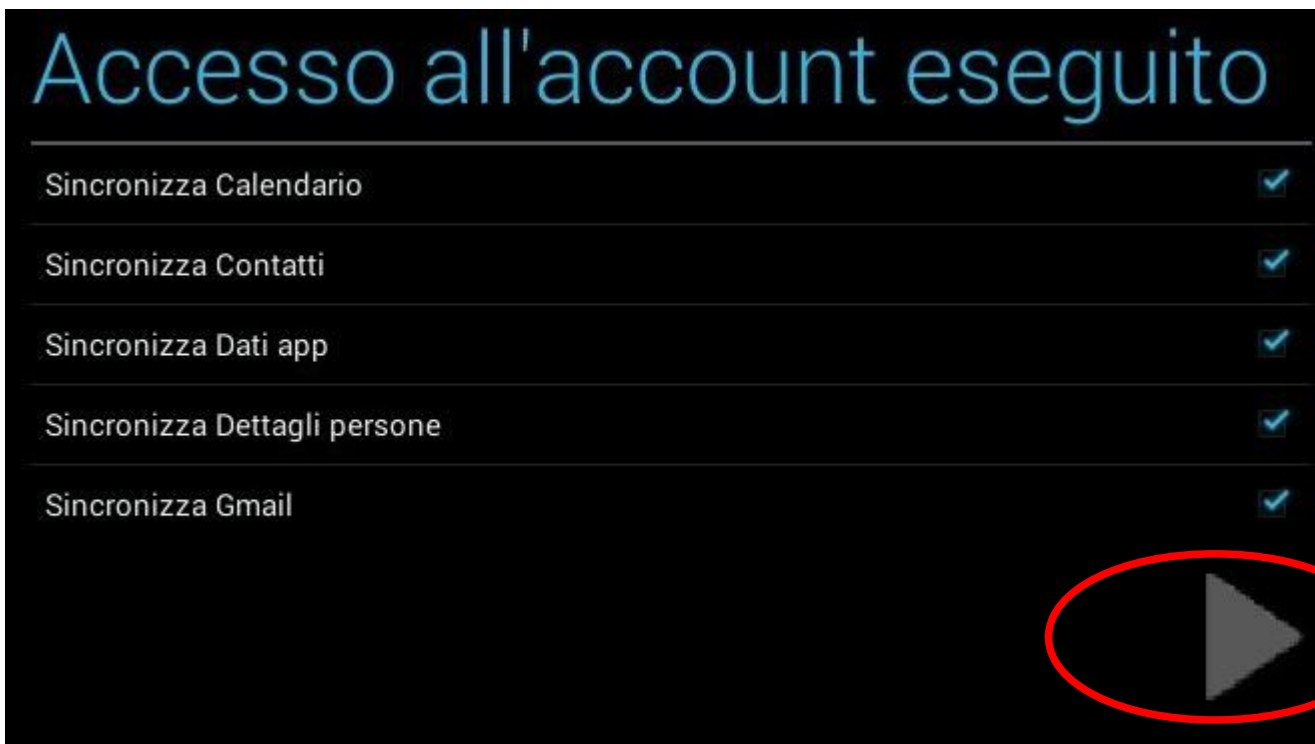 Accesso all'account eseguito
Sincronizza Calendario
Sincronizza Contatti
Sincronizza Dati app
Sincronizza Dettagli persone
Sincronizza Gmail